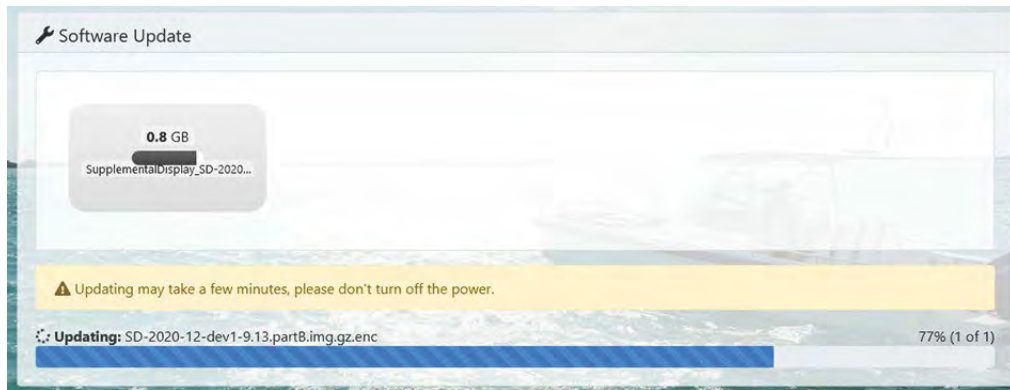 Software Update
0.8 GB
SupplementalDisplay_SD-2020...
Updating may take a few minutes, please don't turn off the power.
Updating: SD-2020-12-dev1-9.13.partB.img.gz.enc
77% (1 of 1)